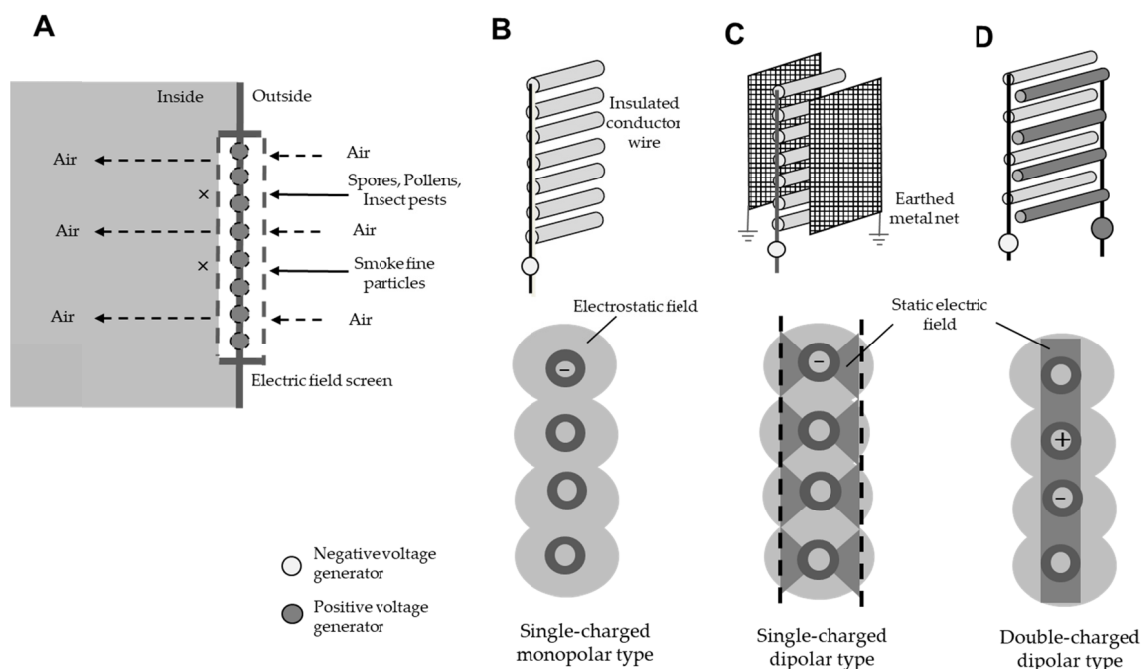 A
Inside
Outside
Air
Air
Spores, Pollens,
Insect pests
×
Air
Air
Smoke fine
particles
×
Air
Air
Electric field screen
Negative voltage
generator
Positive voltage
generator
B
Insulated
conductor
wire
Electrostatic field
−
Single-charged
monopolar type
C
Earthed
metal net
Static electric
field
−
Single-charged
dipolar type
D
+
−
Double-charged
dipolar type